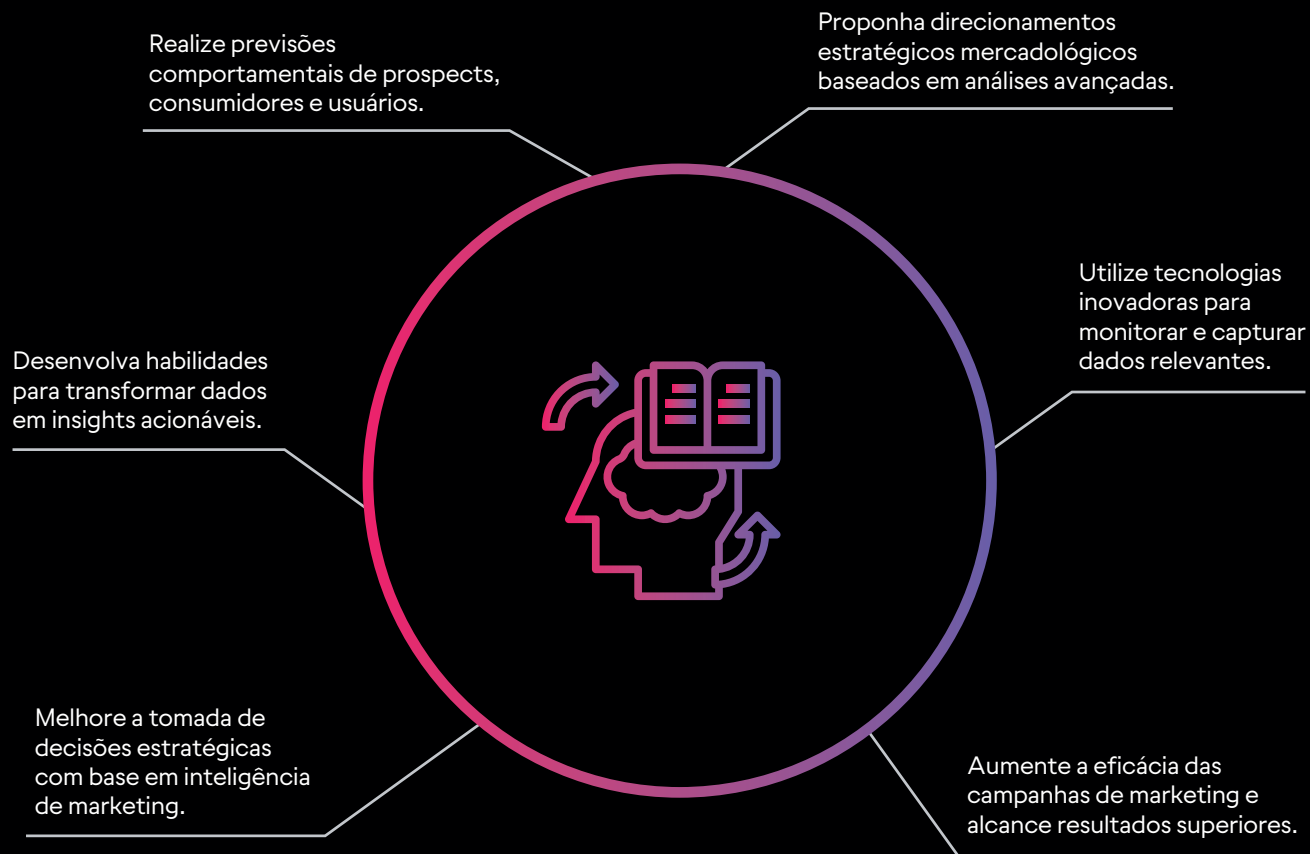 Realize previsões
comportamentais de prospects,
consumidores e usuários.
Proponha direcionamentos
estratégicos mercadológicos
baseados em análises avançadas.
Utilize tecnologias
inovadoras para
monitorar e capturar
dados relevantes.
Desenvolva habilidades
para transformar dados
em insights acionáveis.
Melhore a tomada de
decisões estratégicas
com base em inteligência
de marketing.
Aumente a eficácia das
campanhas de marketing e
alcance resultados superiores.